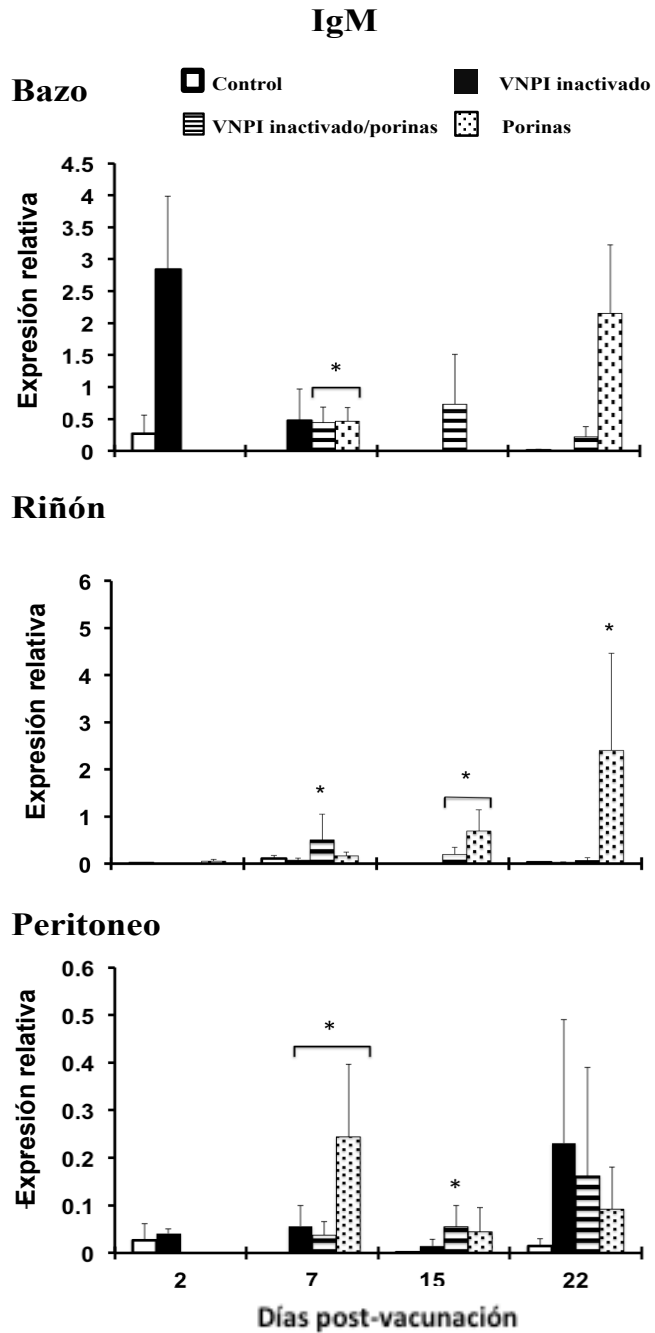 IgM
Bazo
Control
VNPI inactivado
VNPI inactivado/porinas
Porinas
Expresión relativa
4.5
4
3.5
3
2.5
2
1.5
1
0.5
0
*
Riñón
Expresión relativa
6
5
4
3
2
1
0
*
*
*
Peritoneo
Expresión relativa
0.6
0.5
0.4
0.3
0.2
0.1
0
*
*
2 7 15 22
Días post-vacunación